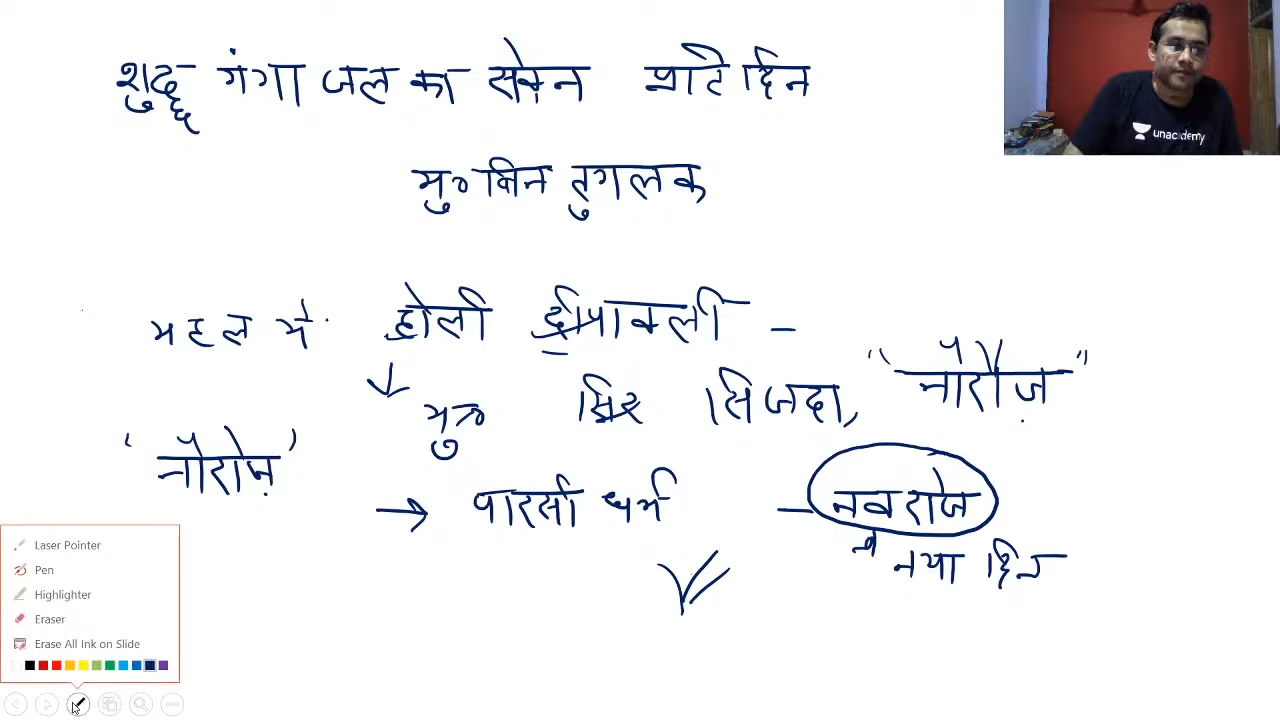 शुद्ध गंगा जल का सेवन प्रतिदिन
unacademy
मु० बिन तुगलक
महल में होली दीपावली -
सिजदा, "नौरोज"
'नौरोज़'
→ पारसी धर्म - नवरोज
→ नया दिन
Laser Pointer
Pen
Highlighter
Eraser
Erase All Ink on Slide